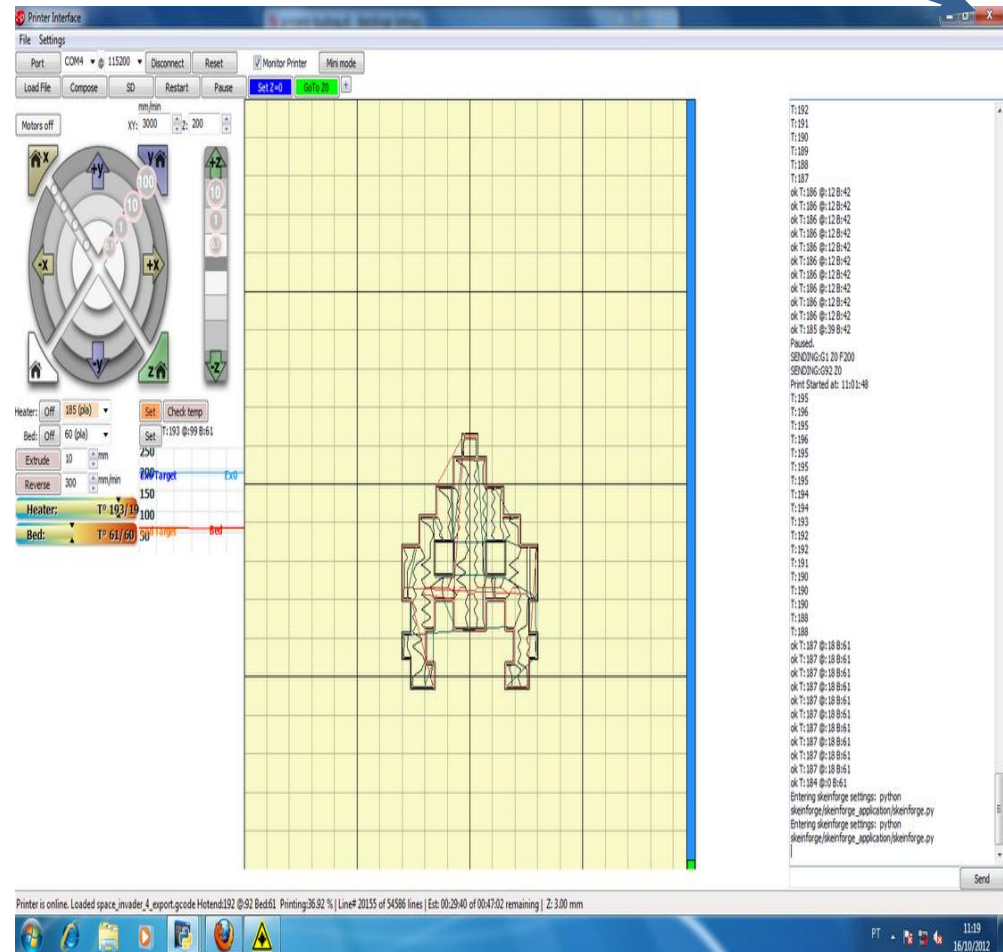 Printer Interface
File Settings
Port COM4 @ 115200 Disconnect Reset Monitor Printer Mini mode
Load File Compose SD Restart Pause Set Z=0 GoTo Z0 +
mm/min
Motors off XY: 3000 Z: 200
X +Y Y +Z
100
10 10
1 1
0.1
-X +X
-Y Z -Z
Heater: Off 185 (pla) Set Check temp
Bed: Off 60 (pla) Set T:193 @:99 B:61
Extrude 10 mm
Reverse 300 mm/min
250
200 Target Ex0
150
100
50 Target Bed
Heater: Tº 193/19
Bed: Tº 61/60
T:192
T:191
T:190
T:189
T:188
T:187
ok T:186 @:12 B:42
ok T:186 @:12 B:42
ok T:186 @:12 B:42
ok T:186 @:12 B:42
ok T:186 @:12 B:42
ok T:186 @:12 B:42
ok T:186 @:12 B:42
ok T:186 @:12 B:42
ok T:186 @:12 B:42
ok T:186 @:12 B:42
ok T:185 @:39 B:42
Paused.
SENDING:G1 Z0 F200
SENDING:G92 Z0
Print Started at: 11:01:48
T:195
T:196
T:195
T:196
T:195
T:195
T:195
T:194
T:194
T:193
T:192
T:192
T:191
T:190
T:190
T:190
T:188
T:188
ok T:187 @:18 B:61
ok T:187 @:18 B:61
ok T:187 @:18 B:61
ok T:187 @:18 B:61
ok T:187 @:18 B:61
ok T:187 @:18 B:61
ok T:187 @:18 B:61
ok T:187 @:18 B:61
ok T:187 @:18 B:61
ok T:187 @:18 B:61
ok T:184 @:0 B:61
Entering skeinforge settings: python
skeinforge/skeinforge_application/skeinforge.py
Entering skeinforge settings: python
skeinforge/skeinforge_application/skeinforge.py
Send
Printer is online. Loaded space_invader_4_export.gcode Hotend:192 @:92 Bed:61 Printing:36.92 % | Line# 20155 of 54586 lines | Est: 00:29:40 of 00:47:02 remaining | Z: 3.00 mm
PT 11:19
16/10/2012